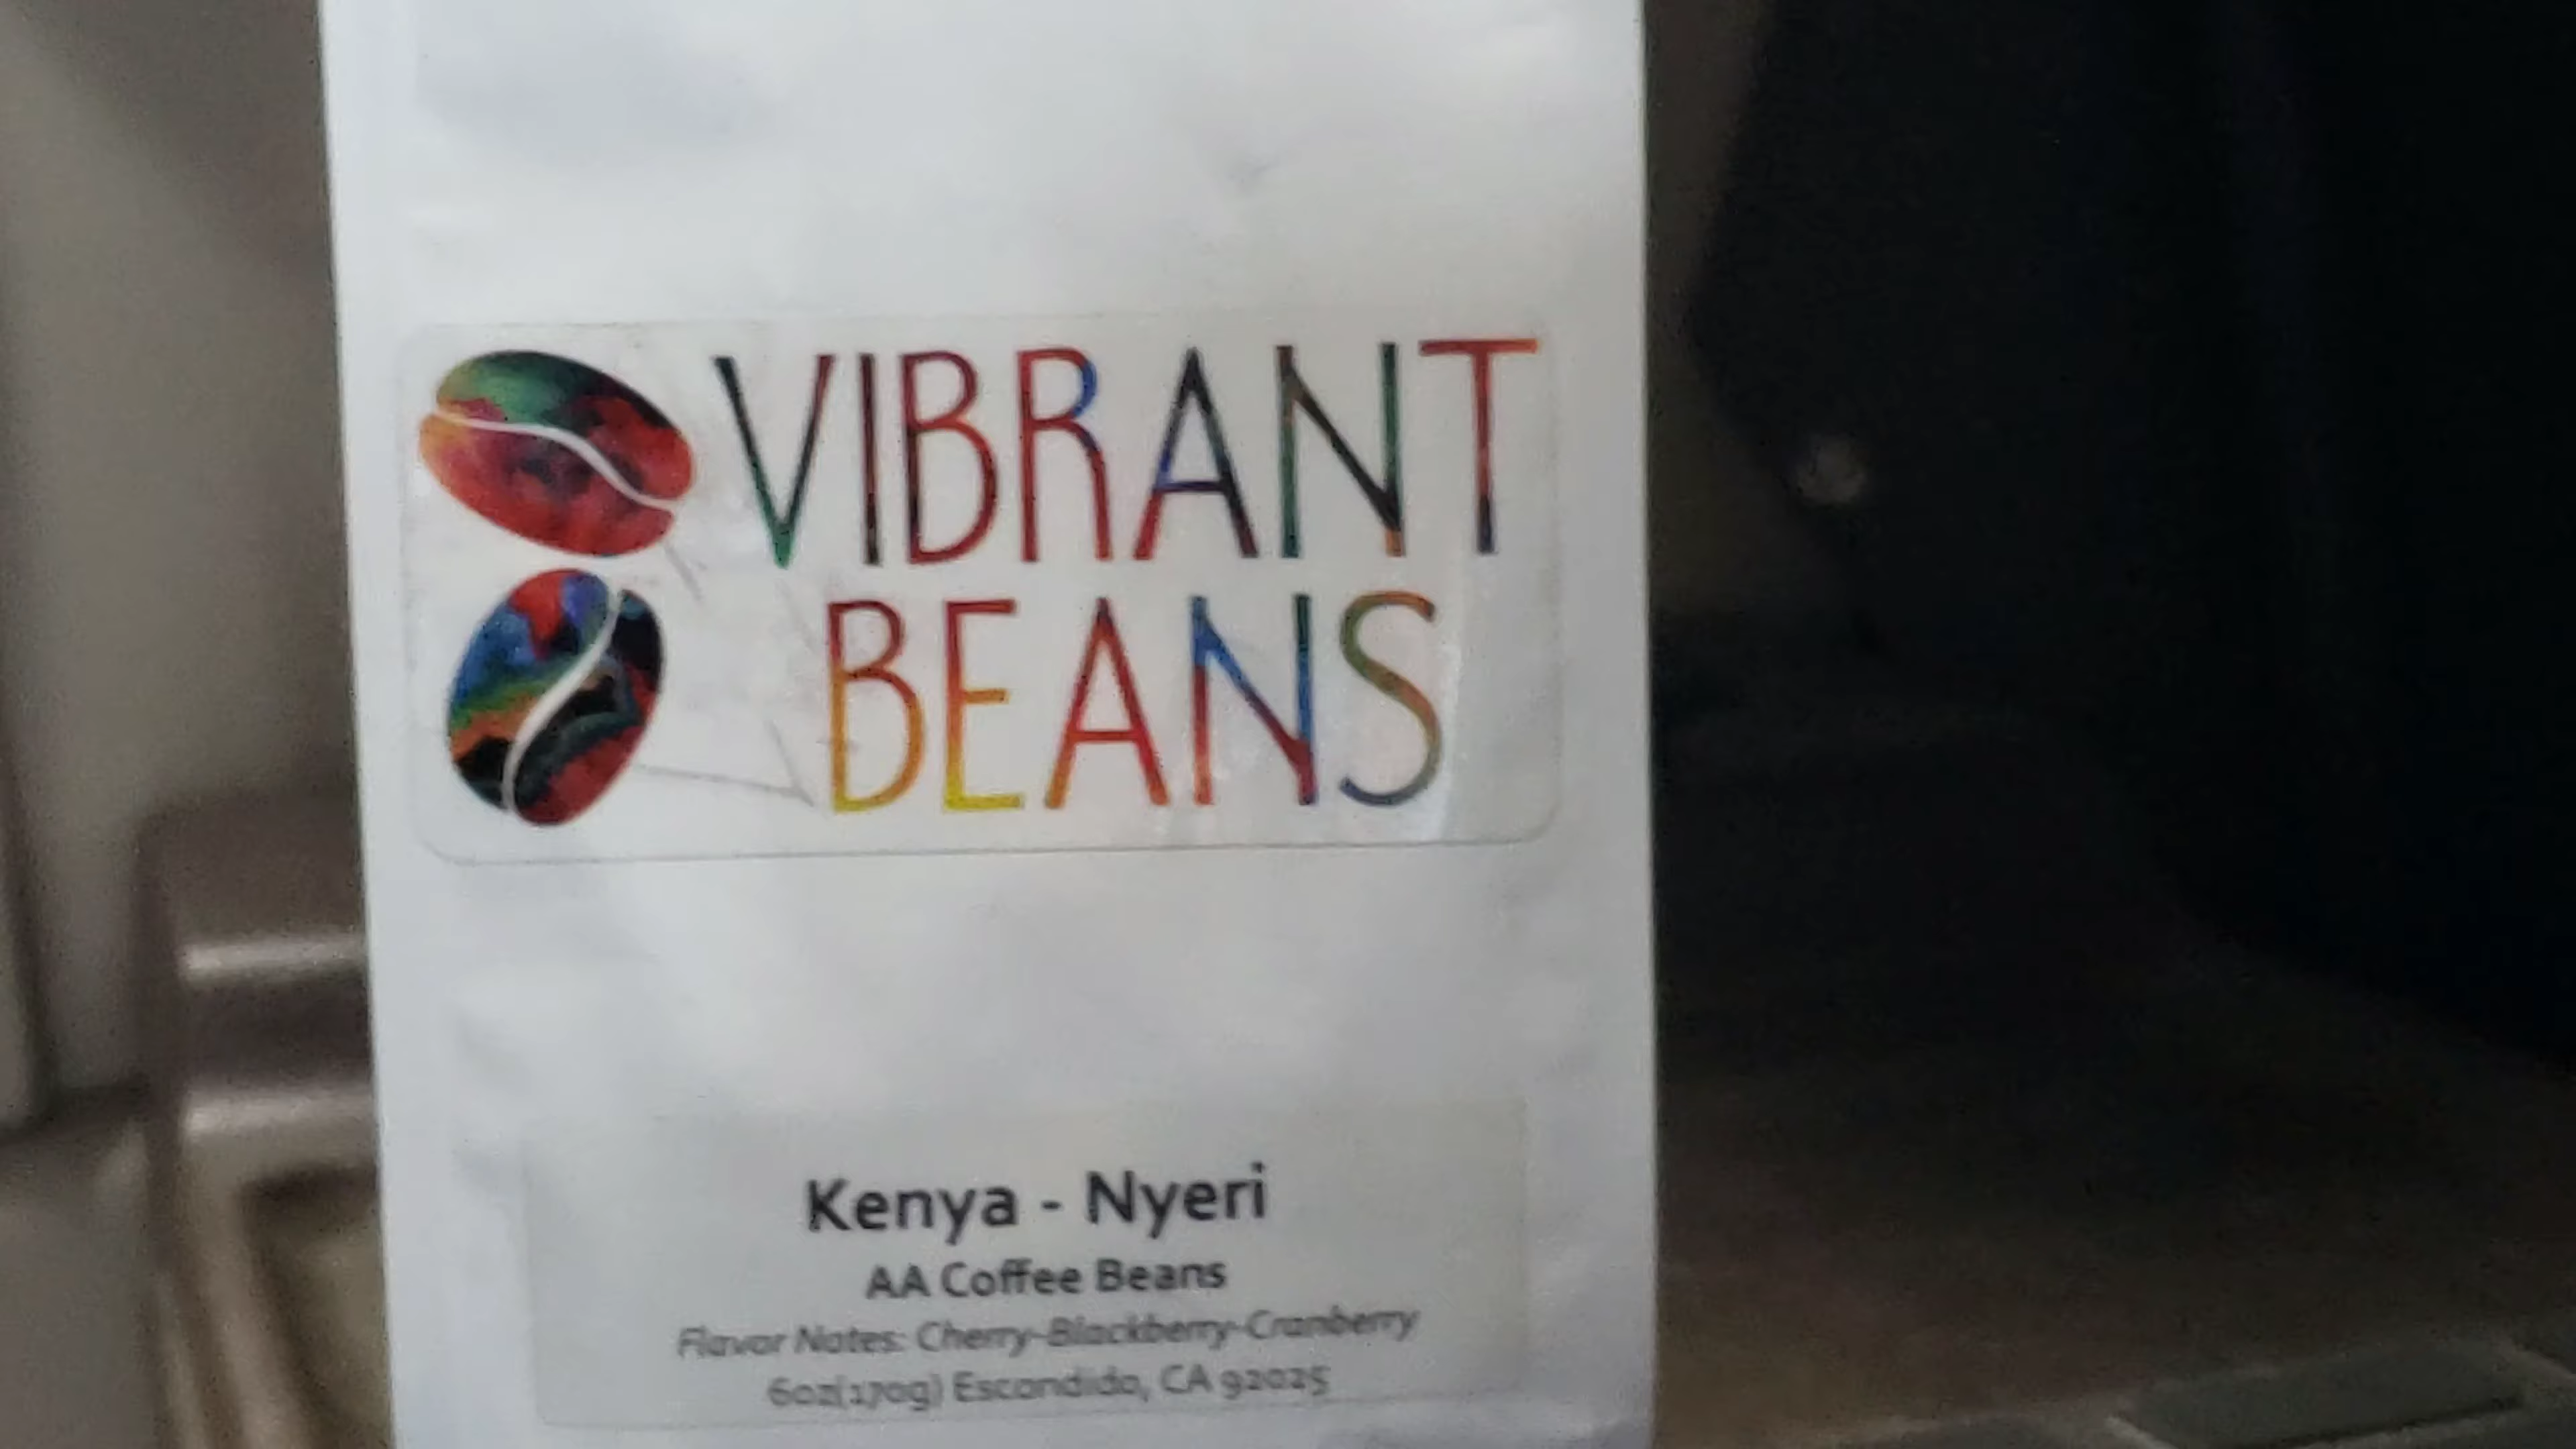 VIBRANT
BEANS
Kenya - Nyeri
AA Coffee Beans
Flavor Notes: Cherry-Blackberry-Cranberry
6oz(170g) Escondido, CA 92025